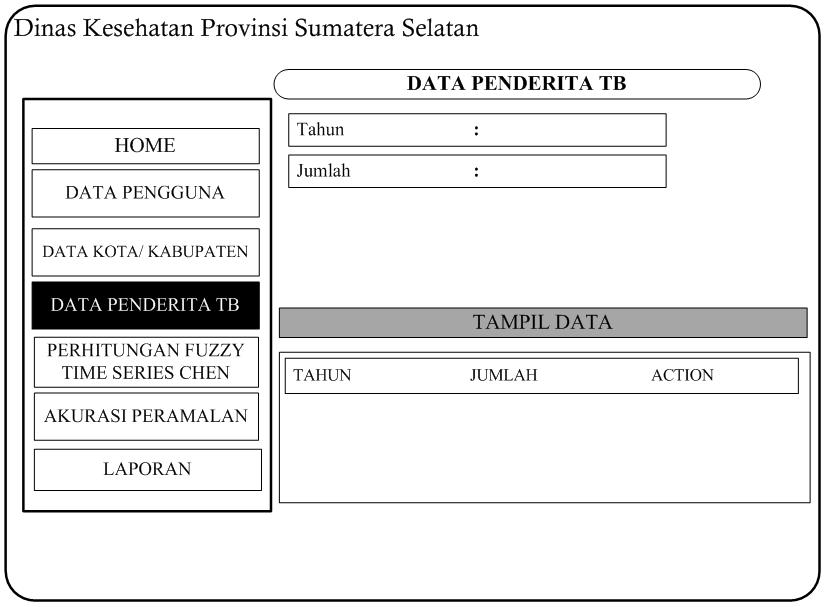 Dinas Kesehatan Provinsi Sumatera Selatan
DATA PENDERITA TB
Tahun :
Jumlah :
HOME
DATA PENGGUNA
DATA KOTA/ KABUPATEN
DATA PENDERITA TB
PERHITUNGAN FUZZY
TIME SERIES CHEN
AKURASI PERAMALAN
LAPORAN
TAMPIL DATA
TAHUN JUMLAH ACTION